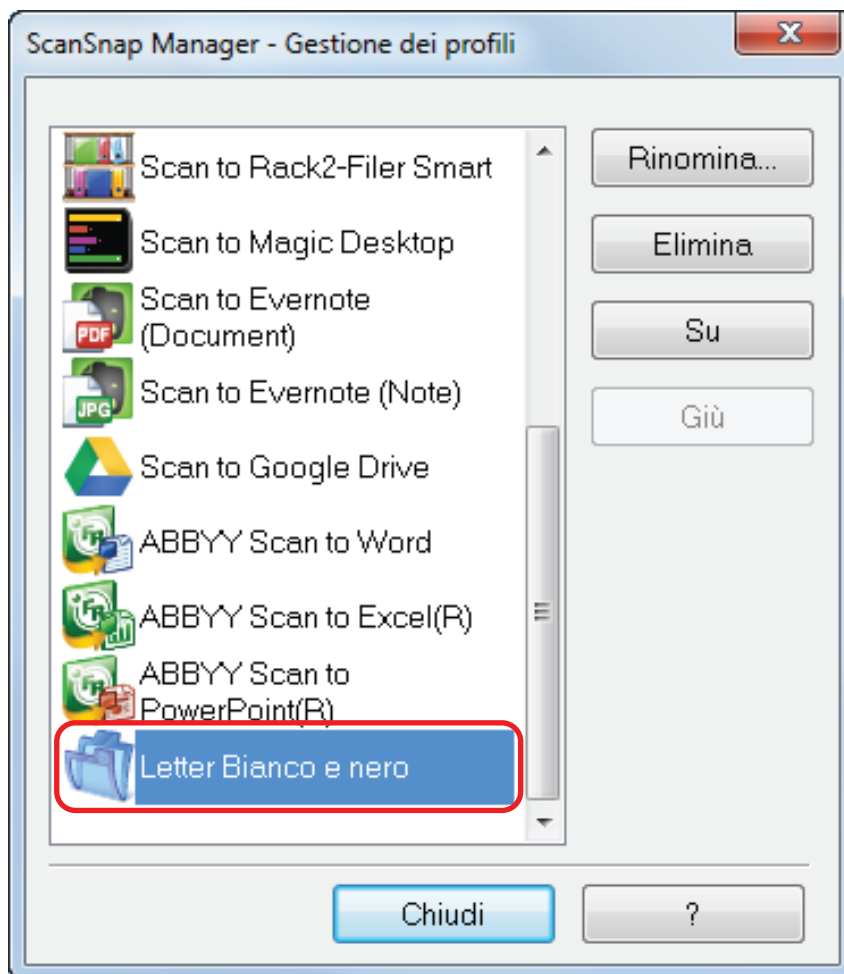 ScanSnap Manager - Gestione dei profili
Scan to Rack2-Filer Smart
Scan to Magic Desktop
Scan to Evernote
(Document)
PDF
Scan to Evernote (Note)
JPG
Scan to Google Drive
ABBYY Scan to Word
ABBYY Scan to Excel(R)
ABBYY Scan to
PowerPoint(R)
Letter Bianco e nero
Rinomina...
Elimina
Su
Giù
Chiudi
?